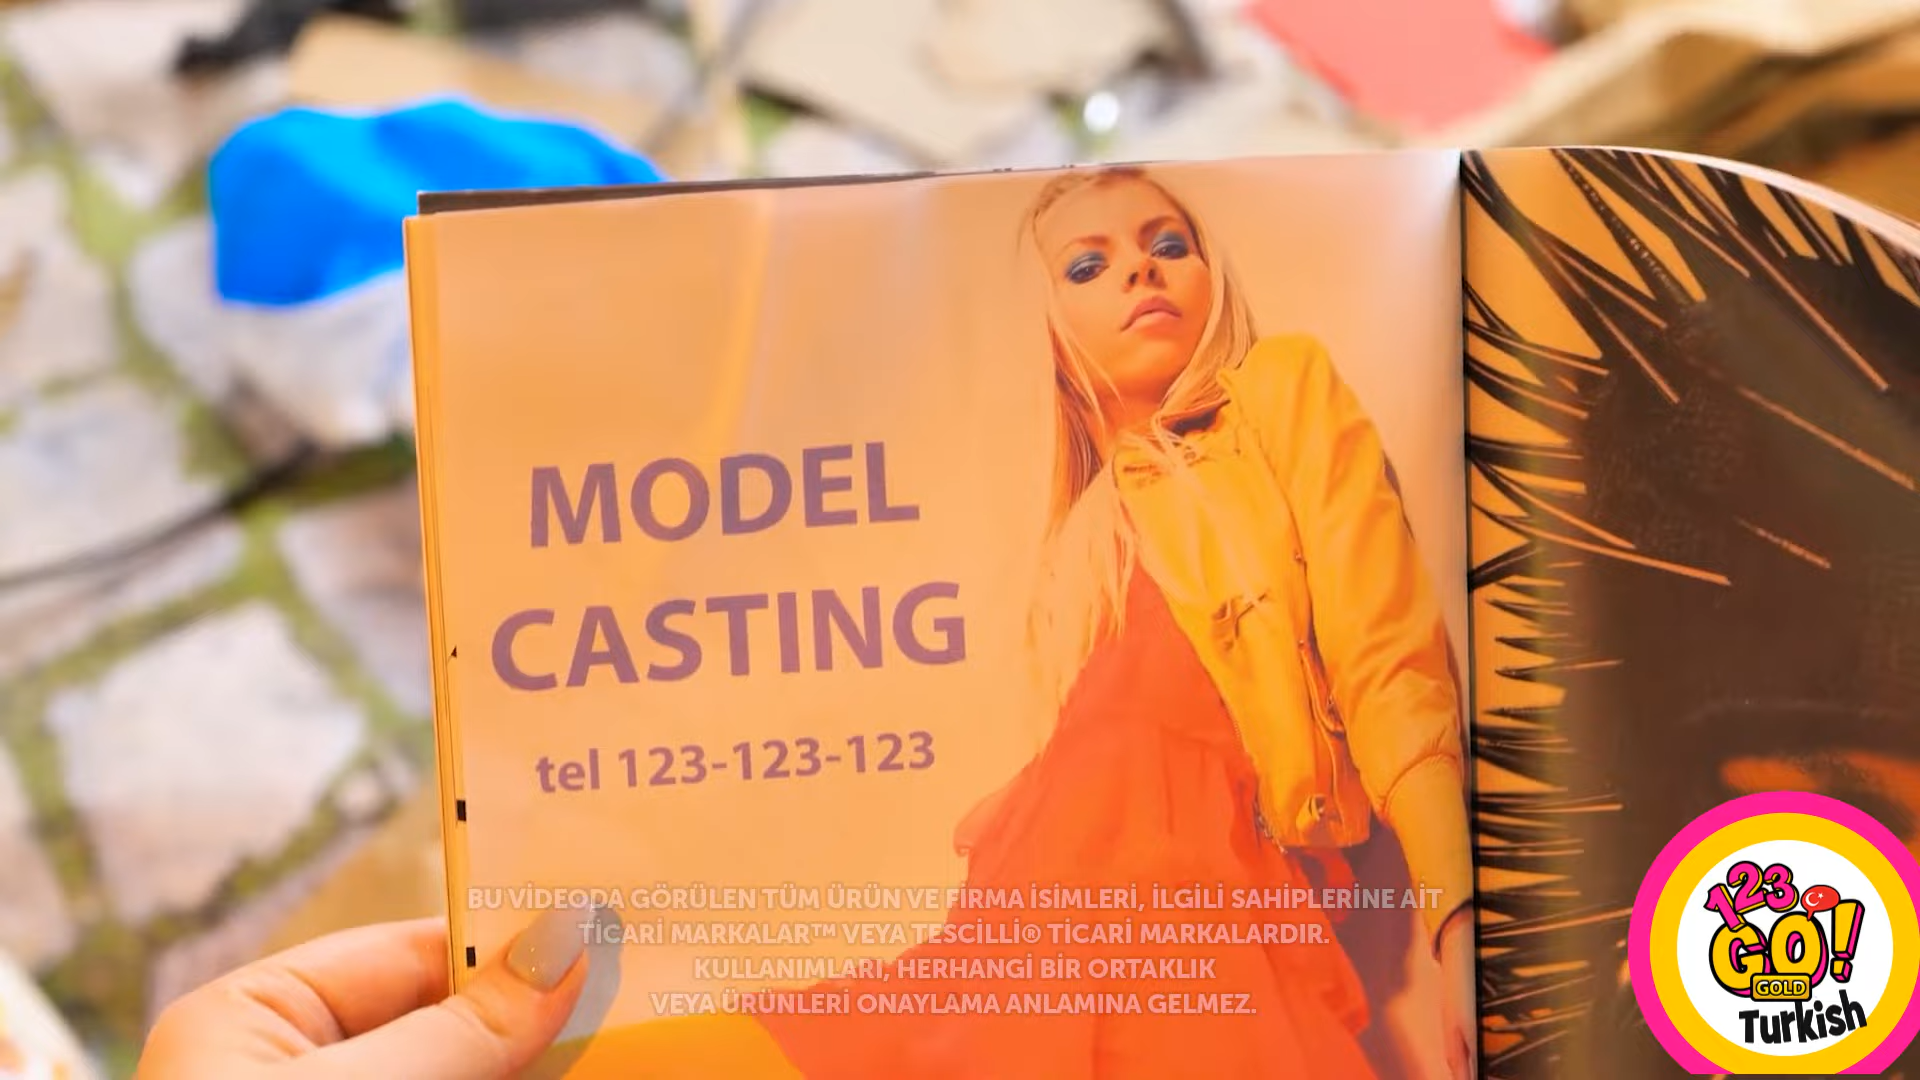 MODEL
CASTING
tel 123-123-123
BU VİDEODA GÖRÜLEN TÜM ÜRÜN VE FİRMA İSİMLERİ, İLGİLİ SAHİPLERİNE AİT
TİCARİ MARKALAR™ VEYA TESCİLLİ® TİCARİ MARKALARDIR.
KULLANIMLARI, HERHANGİ BİR ORTAKLIK
VEYA ÜRÜNLERİ ONAYLAMA ANLAMINA GELMEZ.
123
GO!
GOLD
Turkish